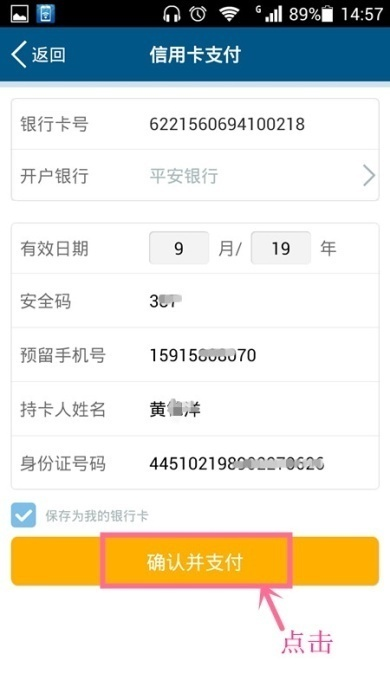 89% 14:57
返回 信用卡支付
银行卡号 6221560694100218
开户银行 平安银行
有效日期 9 月/ 19 年
安全码
预留手机号
持卡人姓名
身份证号码
保存为我的银行卡
确认并支付
点击